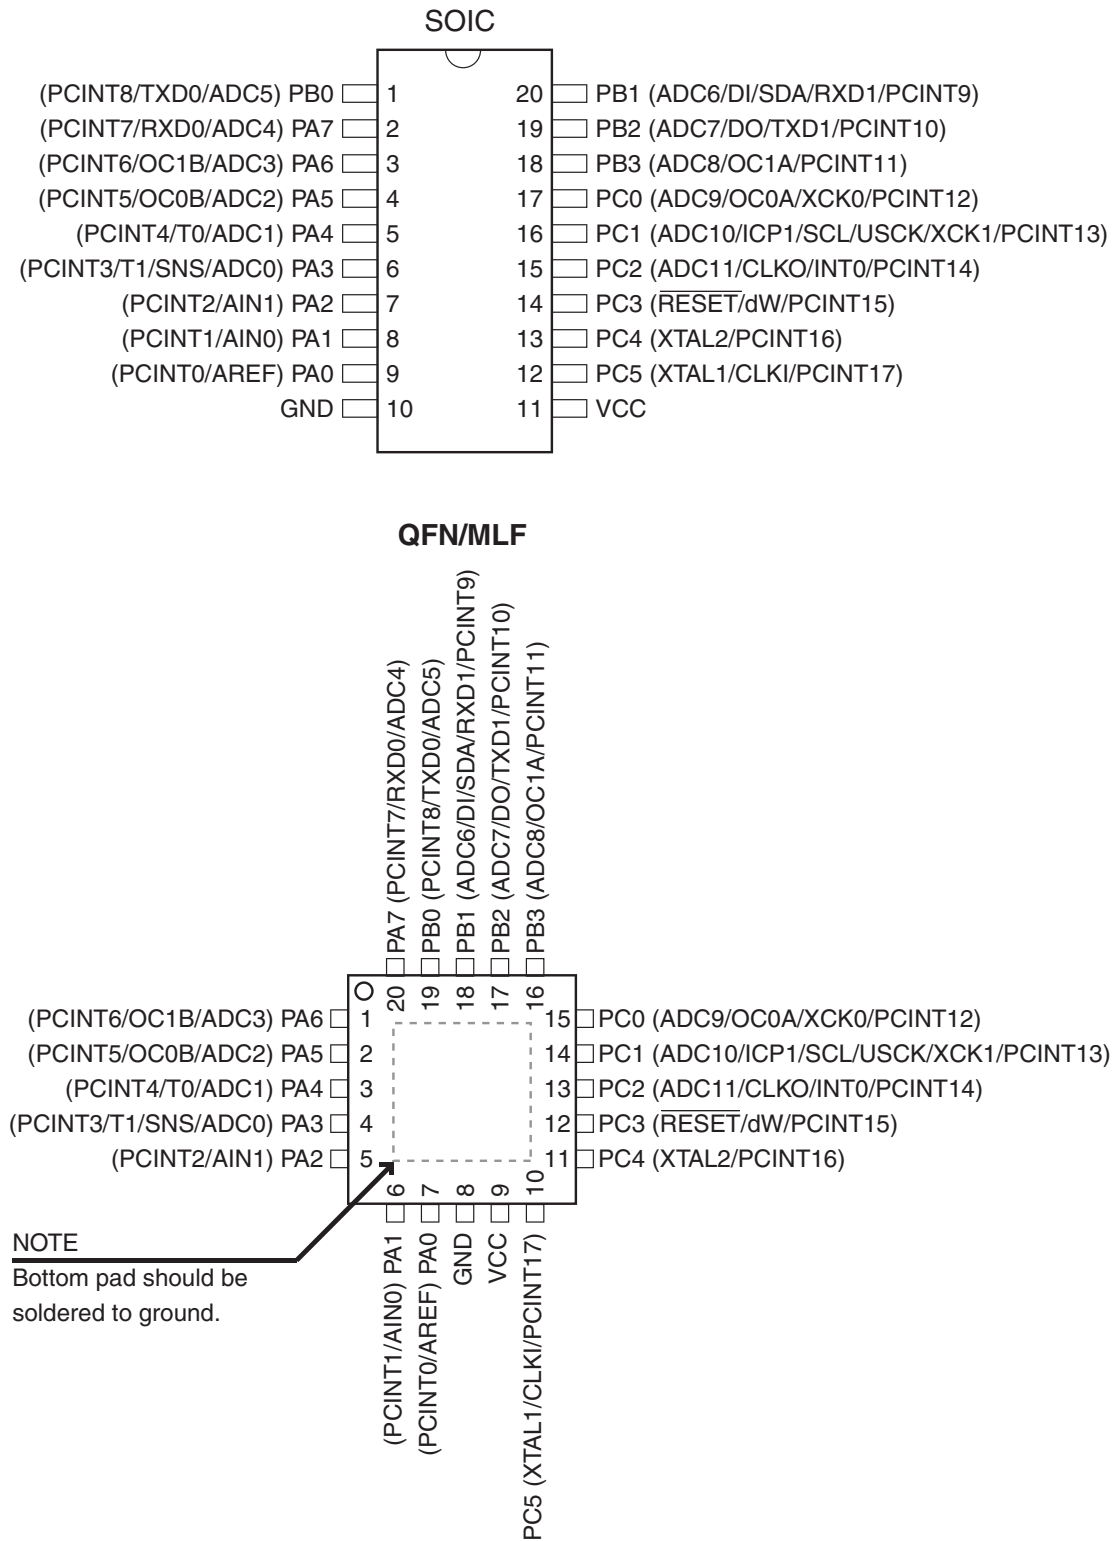 SOIC
(PCINT8/TXD0/ADC5) PB0 1 20 PB1 (ADC6/DI/SDA/RXD1/PCINT9)
(PCINT7/RXD0/ADC4) PA7 2 19 PB2 (ADC7/DO/TXD1/PCINT10)
(PCINT6/OC1B/ADC3) PA6 3 18 PB3 (ADC8/OC1A/PCINT11)
(PCINT5/OC0B/ADC2) PA5 4 17 PC0 (ADC9/OC0A/XCK0/PCINT12)
(PCINT4/T0/ADC1) PA4 5 16 PC1 (ADC10/ICP1/SCL/USCK/XCK1/PCINT13)
(PCINT3/T1/SNS/ADC0) PA3 6 15 PC2 (ADC11/CLKO/INT0/PCINT14)
(PCINT2/AIN1) PA2 7 14 PC3 (RESET/dW/PCINT15)
(PCINT1/AIN0) PA1 8 13 PC4 (XTAL2/PCINT16)
(PCINT0/AREF) PA0 9 12 PC5 (XTAL1/CLKI/PCINT17)
GND 10 11 VCC
QFN/MLF
PA7 (PCINT7/RXD0/ADC4)
PB0 (PCINT8/TXD0/ADC5)
PB1 (ADC6/DI/SDA/RXD1/PCINT9)
PB2 (ADC7/DO/TXD1/PCINT10)
PB3 (ADC8/OC1A/PCINT11)
20 19 18 17 16
(PCINT6/OC1B/ADC3) PA6 1 15 PC0 (ADC9/OC0A/XCK0/PCINT12)
(PCINT5/OC0B/ADC2) PA5 2 14 PC1 (ADC10/ICP1/SCL/USCK/XCK1/PCINT13)
(PCINT4/T0/ADC1) PA4 3 13 PC2 (ADC11/CLKO/INT0/PCINT14)
(PCINT3/T1/SNS/ADC0) PA3 4 12 PC3 (RESET/dW/PCINT15)
(PCINT2/AIN1) PA2 5 11 PC4 (XTAL2/PCINT16)
6 7 8 9 10
(PCINT1/AIN0) PA1
(PCINT0/AREF) PA0
GND
VCC
PC5 (XTAL1/CLKI/PCINT17)
NOTE
Bottom pad should be
soldered to ground.